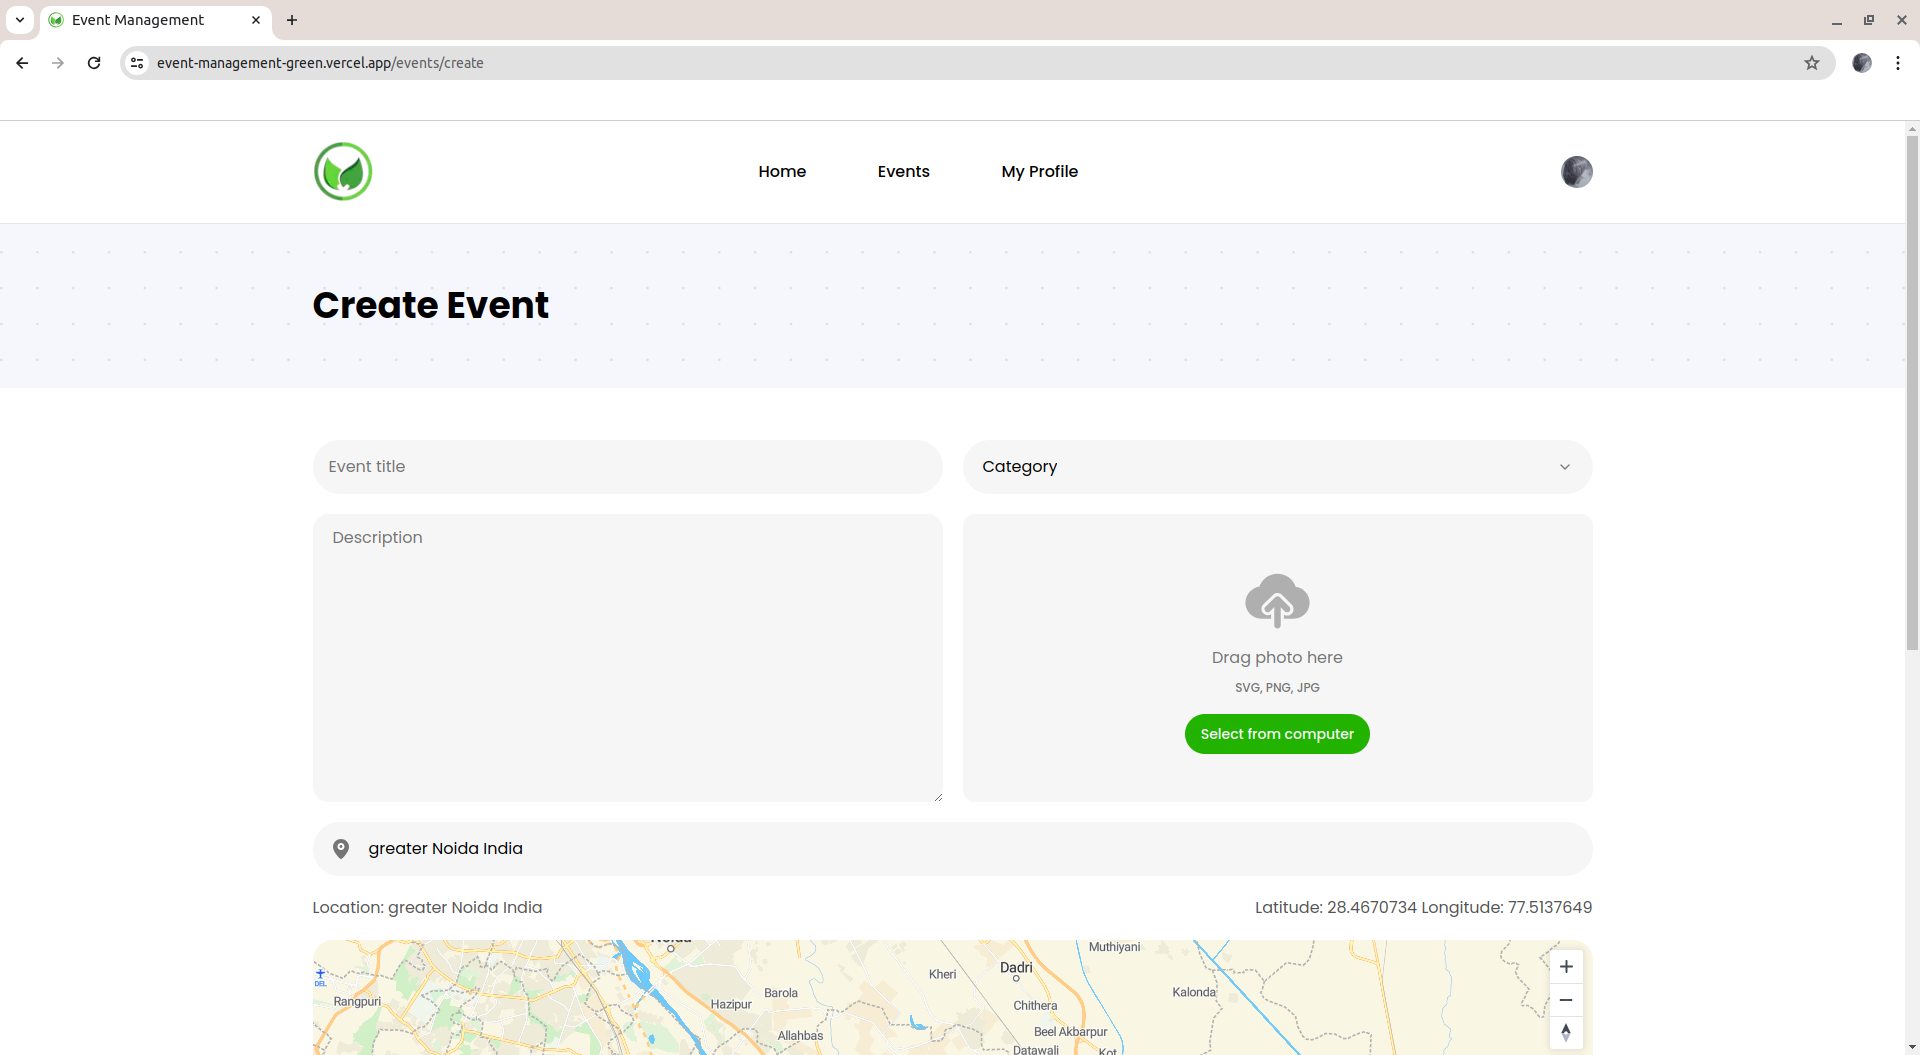 Event Management
event-management-green.vercel.app/events/create
Home Events My Profile
Create Event
Event title
Category
Description
Drag photo here
SVG, PNG, JPG
Select from computer
greater Noida India
Location: greater Noida India
Latitude: 28.4670734 Longitude: 77.5137649
Noida
Muthiyani
DEL
Kheri
Dadri
Rangpuri
Hazipur
Barola
Chithera
Kalonda
Allahbas
Beel Akbarpur
Datawali
Kot